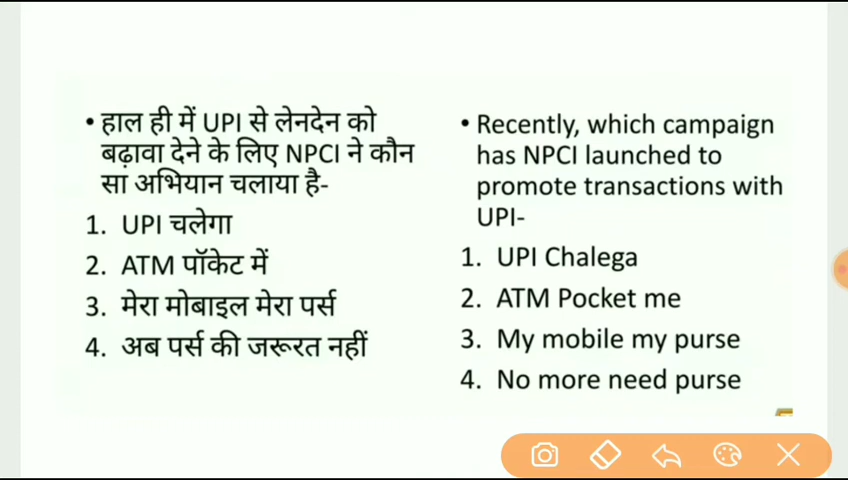 • हाल ही में UPI से लेनदेन को
बढ़ावा देने के लिए NPCI ने कौन
सा अभियान चलाया है-
1. UPI चलेगा
2. ATM पॉकेट में
3. मेरा मोबाइल मेरा पर्स
4. अब पर्स की जरूरत नहीं
• Recently, which campaign
has NPCI launched to
promote transactions with
UPI-
1. UPI Chalega
2. ATM Pocket me
3. My mobile my purse
4. No more need purse